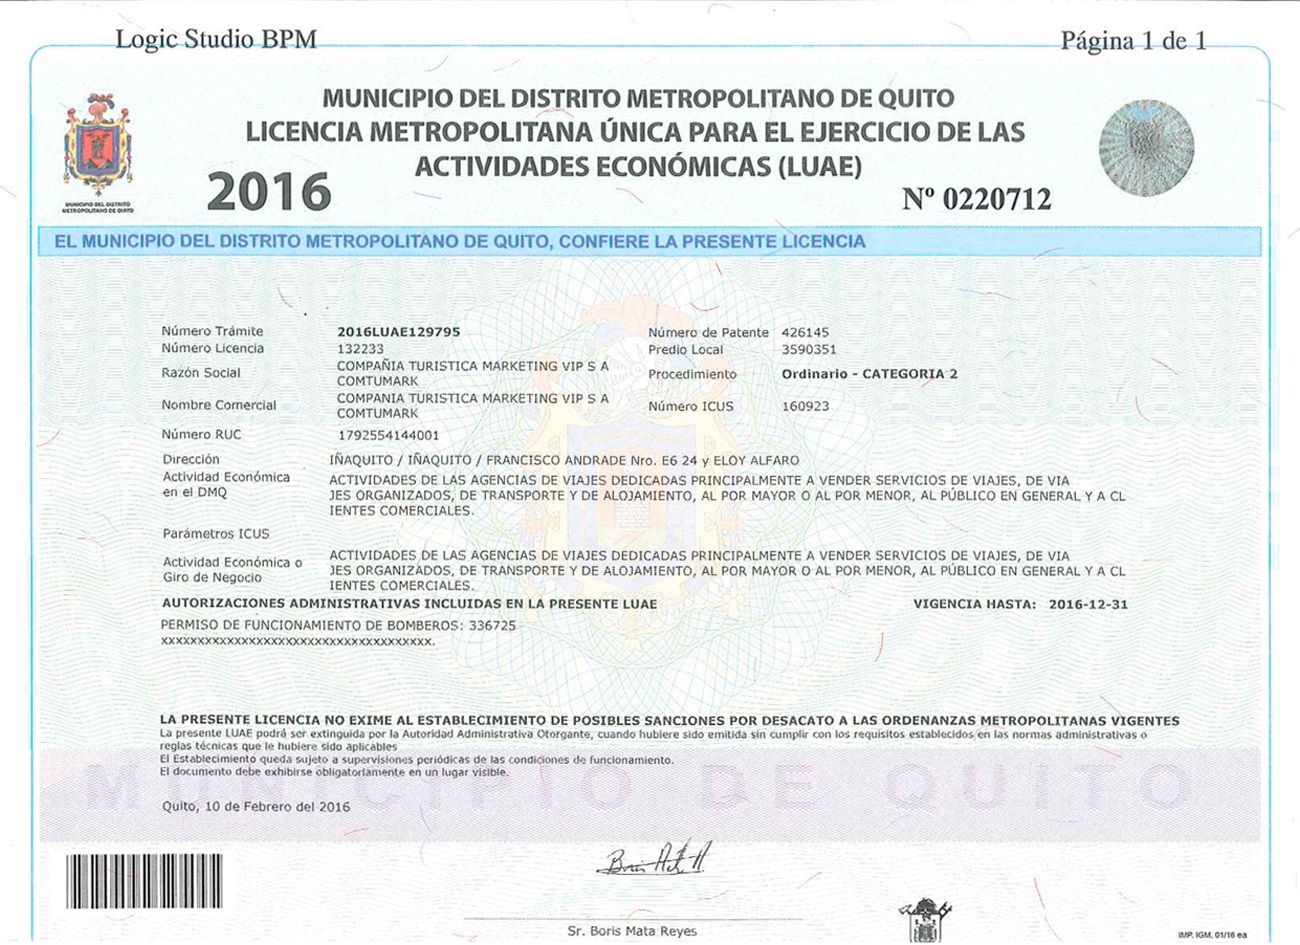 Logic Studio BPM
Página 1 de 1
MUNICIPIO DEL DISTRITO METROPOLITANO DE QUITO
LICENCIA METROPOLITANA ÚNICA PARA EL EJERCICIO DE LAS
ACTIVIDADES ECONÓMICAS (LUAE)
2016
Nº 0220712
MUNICIPIO DEL DISTRITO
METROPOLITANO DE QUITO
EL MUNICIPIO DEL DISTRITO METROPOLITANO DE QUITO, CONFIERE LA PRESENTE LICENCIA
Número Trámite 2016LUAE129795 Número de Patente 426145
Número Licencia 132233 Predio Local 3590351
Razón Social COMPAÑIA TURISTICA MARKETING VIP S A
COMTUMARK
Procedimiento Ordinario - CATEGORIA 2
Nombre Comercial COMPANIA TURISTICA MARKETING VIP S A
COMTUMARK
Número ICUS 160923
Número RUC 1792554144001
Dirección IÑAQUITO / IÑAQUITO / FRANCISCO ANDRADE Nro. E6 24 y ELOY ALFARO
Actividad Económica
en el DMQ
ACTIVIDADES DE LAS AGENCIAS DE VIAJES DEDICADAS PRINCIPALMENTE A VENDER SERVICIOS DE VIAJES, DE VIA
JES ORGANIZADOS, DE TRANSPORTE Y DE ALOJAMIENTO, AL POR MAYOR O AL POR MENOR, AL PÚBLICO EN GENERAL Y A CL
IENTES COMERCIALES.
Parámetros ICUS
Actividad Económica o
Giro de Negocio
ACTIVIDADES DE LAS AGENCIAS DE VIAJES DEDICADAS PRINCIPALMENTE A VENDER SERVICIOS DE VIAJES, DE VIA
JES ORGANIZADOS, DE TRANSPORTE Y DE ALOJAMIENTO, AL POR MAYOR O AL POR MENOR, AL PÚBLICO EN GENERAL Y A CL
IENTES COMERCIALES.
AUTORIZACIONES ADMINISTRATIVAS INCLUIDAS EN LA PRESENTE LUAE VIGENCIA HASTA: 2016-12-31
PERMISO DE FUNCIONAMIENTO DE BOMBEROS: 336725
xxxxxxxxxxxxxxxxxxxxxxxxxxxxxxxxxxxxx.
LA PRESENTE LICENCIA NO EXIME AL ESTABLECIMIENTO DE POSIBLES SANCIONES POR DESACATO A LAS ORDENANZAS METROPOLITANAS VIGENTES
La presente LUAE podrá ser extinguida por la Autoridad Administrativa Otorgante, cuando hubiere sido emitida sin cumplir con los requisitos establecidos en las normas administrativas o
reglas técnicas que le hubiere sido aplicables
El Establecimiento queda sujeto a supervisiones periódicas de las condiciones de funcionamiento.
El documento debe exhibirse obligatoriamente en un lugar visible.
MUNICIPIO DE QUITO
Quito, 10 de Febrero del 2016
Sr. Boris Mata Reyes
IMP. IGM. 01/16 ea